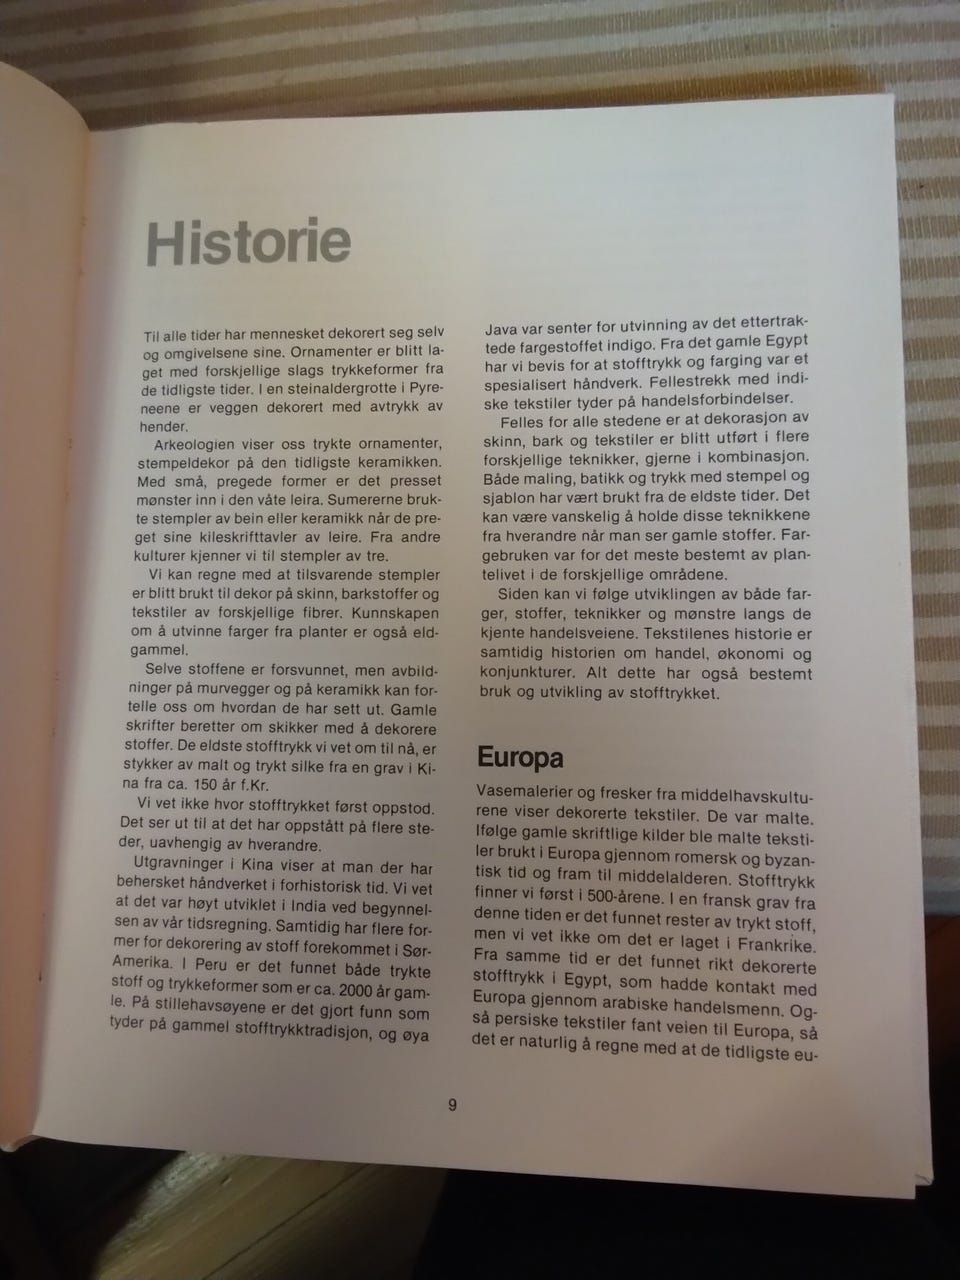 Historie
Til alle tider har mennesket dekorert seg selv
og omgivelsene sine. Ornamenter er blitt la-
get med forskjellige slags trykkeformer fra
de tidligste tider. I en steinaldergrotte i Pyre-
neene er veggen dekorert med avtrykk av
hender.
Arkeologien viser oss trykte ornamenter,
stempeldekor på den tidligste keramikken.
Med små, pregede former er det presset
mønster inn i den våte leira. Sumererne bruk-
te stempler av bein eller keramikk når de pre-
get sine kileskrifttavler av leire. Fra andre
kulturer kjenner vi til stempler av tre.
Vi kan regne med at tilsvarende stempler
er blitt brukt til dekor på skinn, barkstoffer og
tekstiler av forskjellige fibrer. Kunnskapen
om å utvinne farger fra planter er også eld-
gammel.
Selve stoffene er forsvunnet, men avbild-
ninger på murvegger og på keramikk kan for-
telle oss om hvordan de har sett ut. Gamle
skrifter beretter om skikker med å dekorere
stoffer. De eldste stofftrykk vi vet om til nå, er
stykker av malt og trykt silke fra en grav i Ki-
na fra ca. 150 år f.Kr.
Vi vet ikke hvor stofftrykket først oppstod.
Det ser ut til at det har oppstått på flere ste-
der, uavhengig av hverandre.
Utgravninger i Kina viser at man der har
behersket håndverket i forhistorisk tid. Vi vet
at det var høyt utviklet i India ved begynnel-
sen av vår tidsregning. Samtidig har flere for-
mer for dekorering av stoff forekommet i Sør-
Amerika. I Peru er det funnet både trykte
stoff og trykkeformer som er ca. 2000 år gam-
le. På stillehavsøyene er det gjort funn som
tyder på gammel stofftrykktradisjon, og øya
Java var senter for utvinning av det ettertrak-
tede fargestoffet indigo. Fra det gamle Egypt
har vi bevis for at stofftrykk og farging var et
spesialisert håndverk. Fellestrekk med indi-
ske tekstiler tyder på handelsforbindelser.
Felles for alle stedene er at dekorasjon av
skinn, bark og tekstiler er blitt utført i flere
forskjellige teknikker, gjerne i kombinasjon.
Både maling, batikk og trykk med stempel og
sjablon har vært brukt fra de eldste tider. Det
kan være vanskelig å holde disse teknikkene
fra hverandre når man ser gamle stoffer. Far-
gebruken var for det meste bestemt av plan-
telivet i de forskjellige områdene.
Siden kan vi følge utviklingen av både far-
ger, stoffer, teknikker og mønstre langs de
kjente handelsveiene. Tekstilenes historie er
samtidig historien om handel, økonomi og
konjunkturer. Alt dette har også bestemt
bruk og utvikling av stofftrykket.
Europa
Vasemalerier og fresker fra middelhavskultu-
rene viser dekorerte tekstiler. De var malte.
Ifølge gamle skriftlige kilder ble malte teksti-
ler brukt i Europa gjennom romersk og byzan-
tisk tid og fram til middelalderen. Stofftrykk
finner vi først i 500-årene. I en fransk grav fra
denne tiden er det funnet rester av trykt stoff,
men vi vet ikke om det er laget i Frankrike.
Fra samme tid er det funnet rikt dekorerte
stofftrykk i Egypt, som hadde kontakt med
Europa gjennom arabiske handelsmenn. Og-
så persiske tekstiler fant veien til Europa, så
det er naturlig å regne med at de tidligste eu-
9